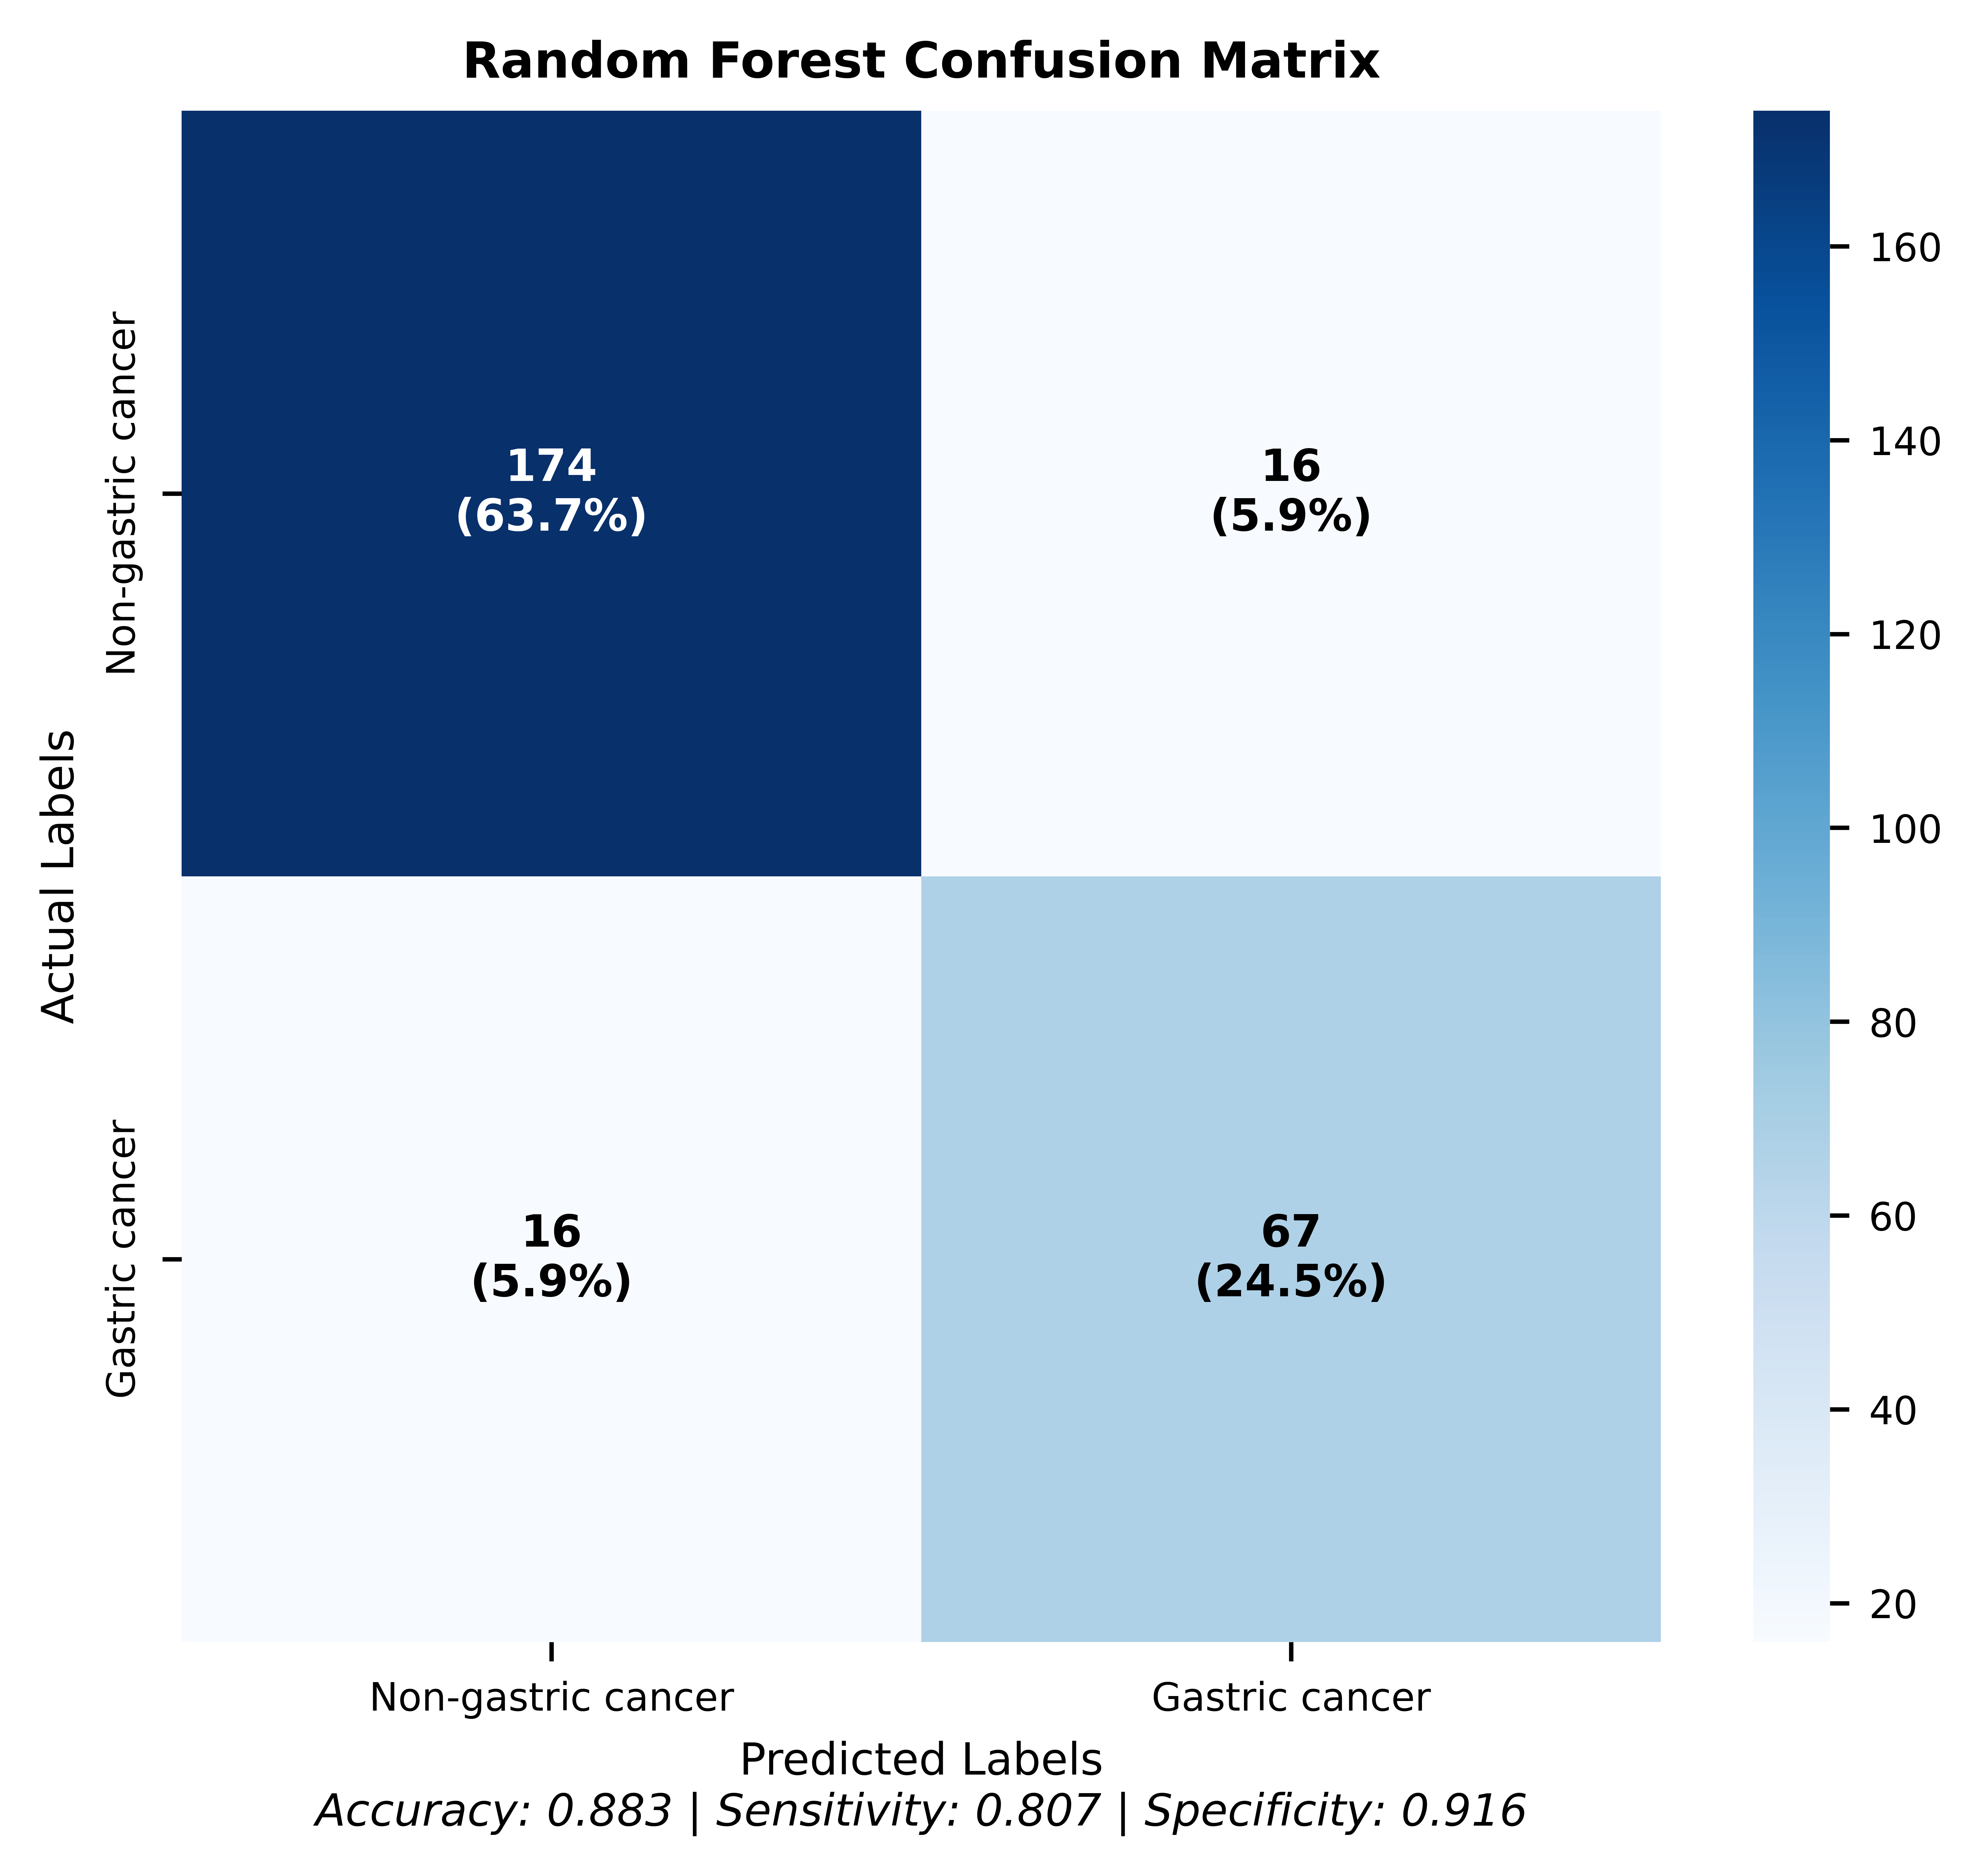 Random Forest Confusion Matrix
Actual Labels
Non-gastric cancer
Gastric cancer
174
(63.7%)
16
(5.9%)
16
(5.9%)
67
(24.5%)
160
140
120
100
80
60
40
20
Non-gastric cancer
Gastric cancer
Predicted Labels
Accuracy: 0.883 | Sensitivity: 0.807 | Specificity: 0.916